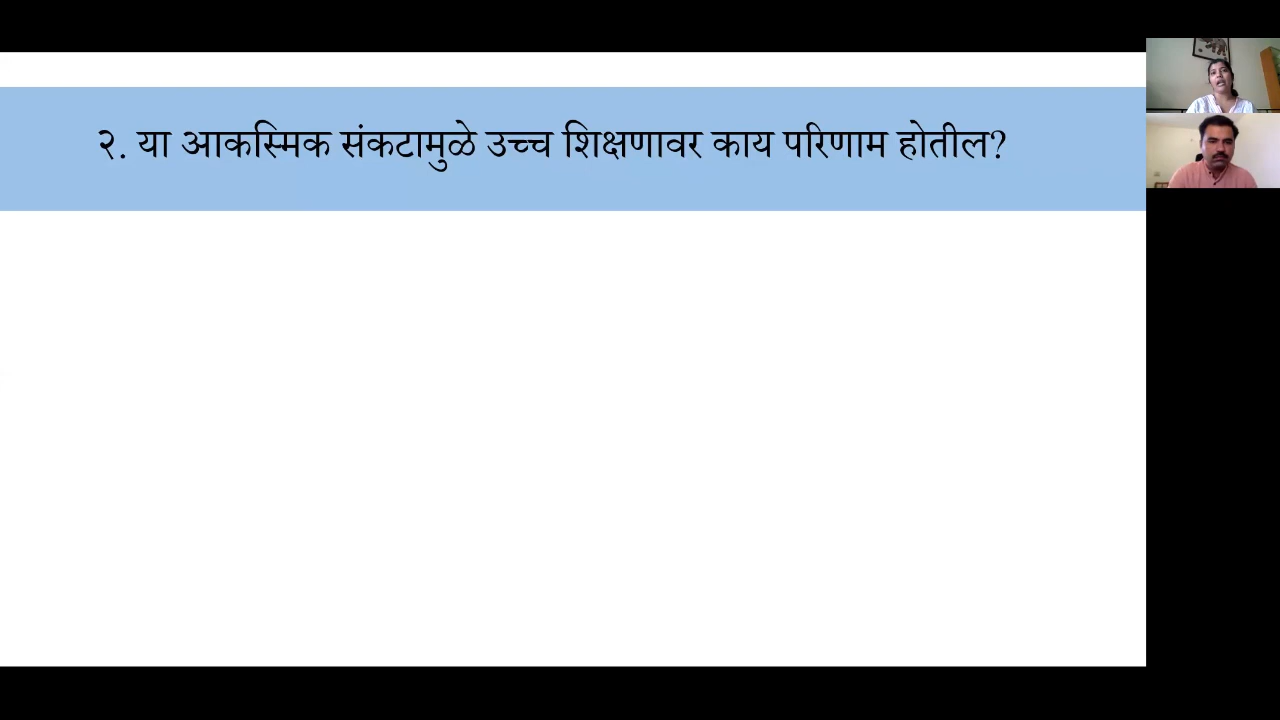 २. या आकस्मिक संकटामुळे उच्च शिक्षणावर काय परिणाम होतील?